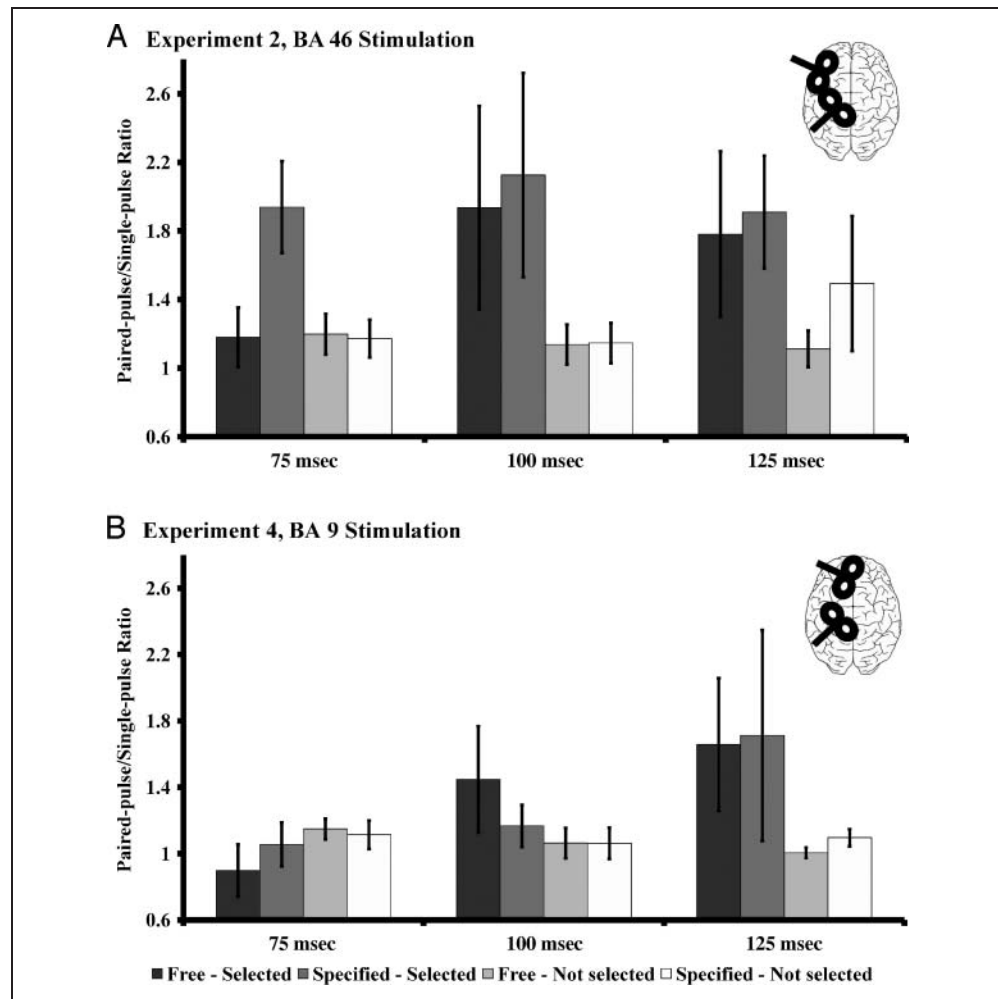 A Experiment 2, BA 46 Stimulation
Paired-pulse/Single-pulse Ratio
2.6
2.2
1.8
1.4
1
0.6
75 msec 100 msec 125 msec
B Experiment 4, BA 9 Stimulation
Paired-pulse/Single-pulse Ratio
2.6
2.2
1.8
1.4
1
0.6
75 msec 100 msec 125 msec
Free - Selected Specified - Selected Free - Not selected Specified - Not selected